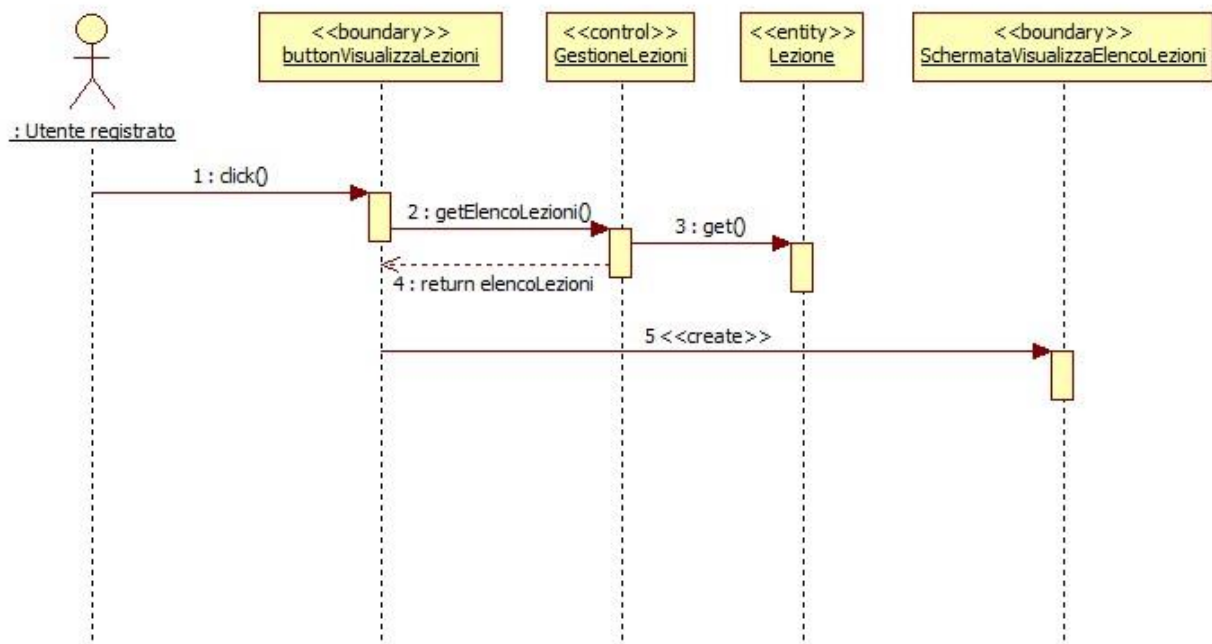 <<boundary>>
buttonVisualizzaLezioni
<<control>>
GestioneLezioni
<<entity>>
Lezione
<<boundary>>
SchermataVisualizzaElencoLezioni
: Utente registrato
1 : click()
2 : getElencoLezioni()
3 : get()
4 : return elencoLezioni
5 <<create>>